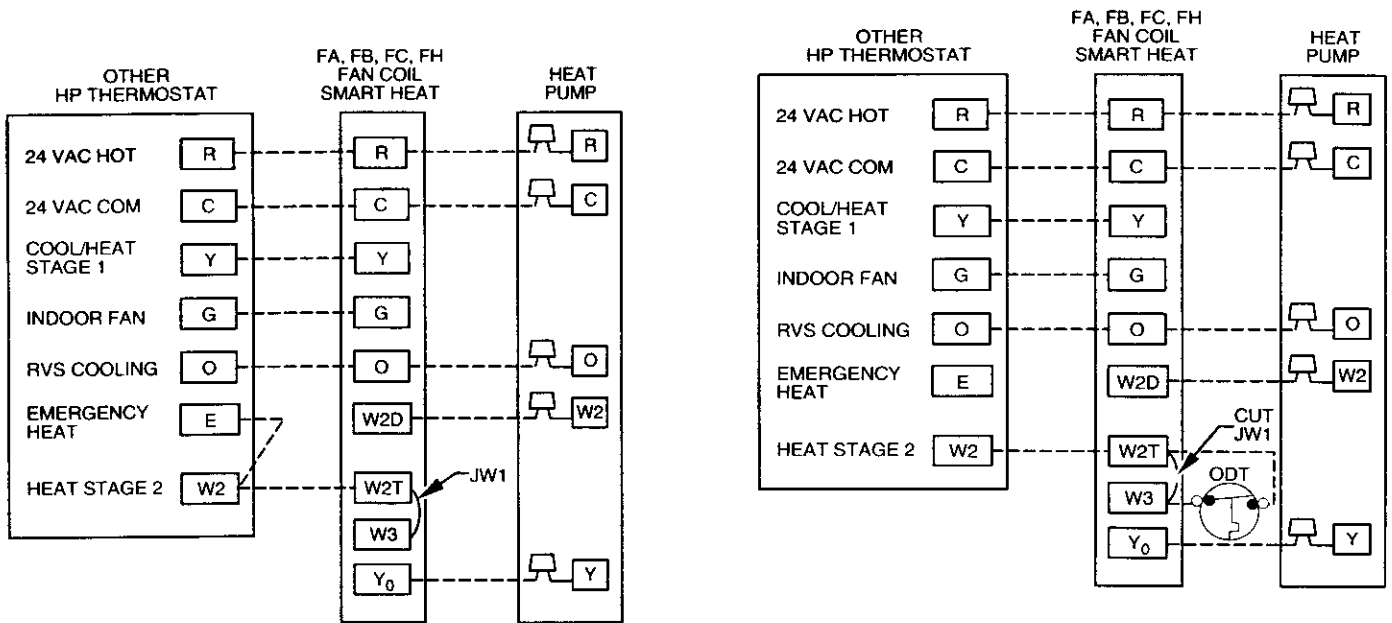 OTHER
HP THERMOSTAT
FA, FB, FC, FH
FAN COIL
SMART HEAT
HEAT
PUMP
24 VAC HOT R R R
24 VAC COM C C C
COOL/HEAT
STAGE 1 Y Y
INDOOR FAN G G
RVS COOLING O O O
EMERGENCY
HEAT E W2D W2
HEAT STAGE 2 W2 W2T JW1
W3
Y0 Y
OTHER
HP THERMOSTAT
FA, FB, FC, FH
FAN COIL
SMART HEAT
HEAT
PUMP
24 VAC HOT R R R
24 VAC COM C C C
COOL/HEAT
STAGE 1 Y Y
INDOOR FAN G G
RVS COOLING O O O
EMERGENCY
HEAT E W2D W2
CUT
JW1
HEAT STAGE 2 W2 W2T
ODT
W3
Y0 Y